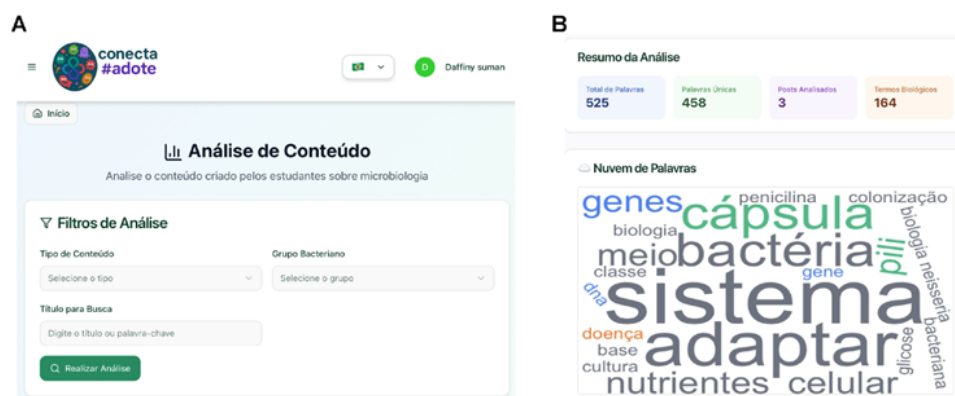 A
conecta
#adote
D
Daffiny suman
Início
Análise de Conteúdo
Analise o conteúdo criado pelos estudantes sobre microbiologia
Filtros de Análise
Tipo de Conteúdo
Grupo Bacteriano
Selecione o tipo
Selecione o grupo
Título para Busca
Digite o título ou palavra-chave
Realizar Análise
B
Resumo da Análise
Total de Palavras
Palavras Únicas
Posts Analisados
Termos Biológicos
525
458
3
164
Nuvem de Palavras
genes
penicilina
colonização
cápsula
biologia
meio
bactéria
pili
biologia neisseria
classe
gene
dna
sistema
doença
base
adaptar
glicose
bacteriana
cultura
nutrientes
celular